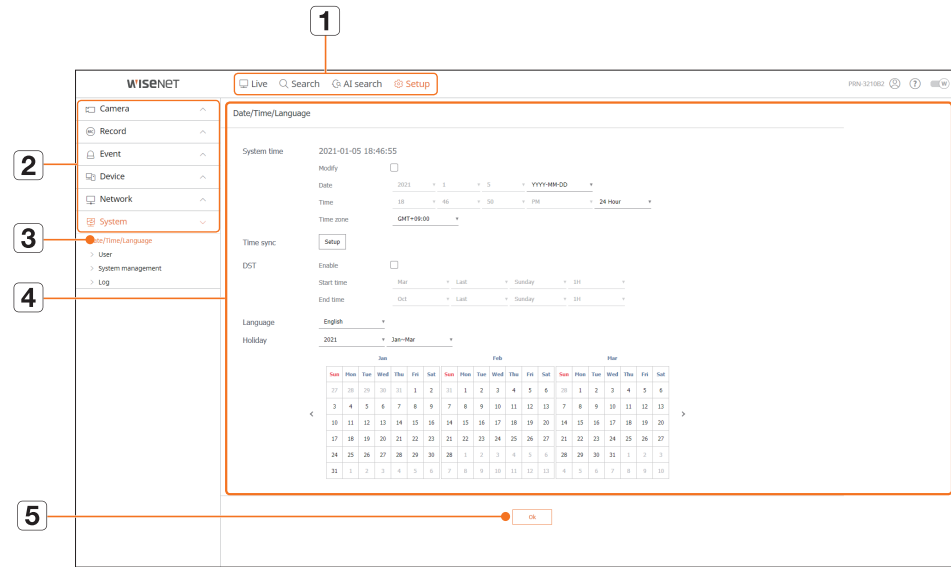 1
WISENET
Live Search AI search Setup
PRN-3210B2 ? W
Camera
Record
Event
Device
Network
System
Date/Time/Language
User
System management
Log
2
3
4
5
Date/Time/Language
System time 2021-01-05 18:46:55
Modify
Date 2021 1 5 YYYY-MM-DD
Time 18 46 50 PM 24 Hour
Time zone GMT+09:00
Time sync Setup
DST Enable
Start time Mar Last Sunday 1H
End time Oct Last Sunday 1H
Language English
Holiday 2021 Jan~Mar
Jan Feb Mar
Sun Mon Tue Wed Thu Fri Sat Sun Mon Tue Wed Thu Fri Sat Sun Mon Tue Wed Thu Fri Sat
27 28 29 30 31 1 2 31 1 2 3 4 5 6 28 1 2 3 4 5 6
3 4 5 6 7 8 9 7 8 9 10 11 12 13 7 8 9 10 11 12 13
< 10 11 12 13 14 15 16 14 15 16 17 18 19 20 14 15 16 17 18 19 20 >
17 18 19 20 21 22 23 21 22 23 24 25 26 27 21 22 23 24 25 26 27
24 25 26 27 28 29 30 28 1 2 3 4 5 6 28 29 30 31 1 2 3
31 1 2 3 4 5 6 7 8 9 10 11 12 13 4 5 6 7 8 9 10
Ok